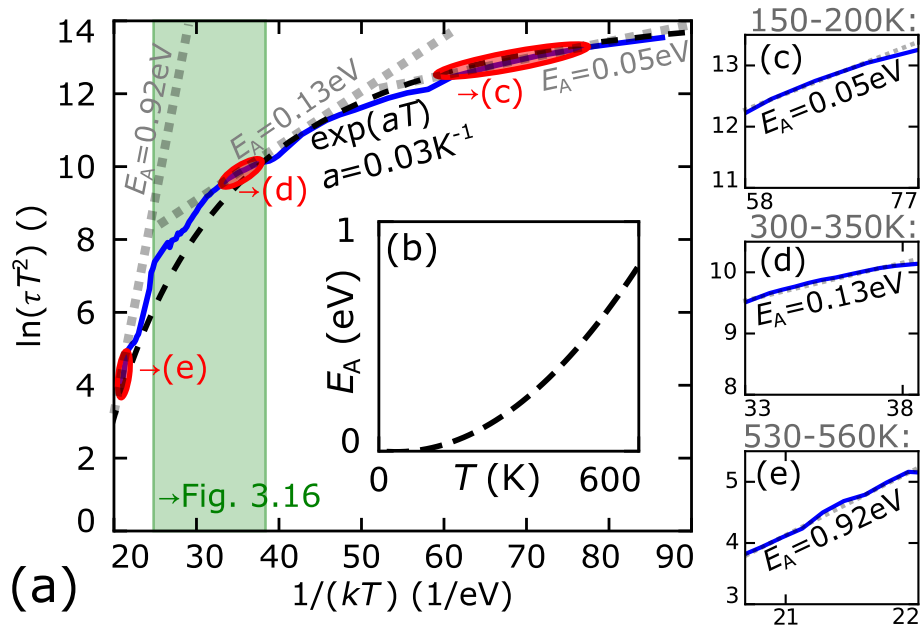 14
12
10
8
6
4
2
0
ln(τT²) ()
20 30 40 50 60 70 80 90
1/(kT) (1/eV)
(a)
E_A=0.92eV
E_A=0.13eV
E_A=0.05eV
exp(aT)
a=0.03K⁻¹
→(c)
→(d)
→(e)
→Fig. 3.16
(b)
1
0
E_A (eV)
0 T (K) 600
150-200K:
(c)
13
12
11
E_A=0.05eV
58 77
300-350K:
(d)
10
9
8
E_A=0.13eV
33 38
530-560K:
(e)
5
4
3
E_A=0.92eV
21 22